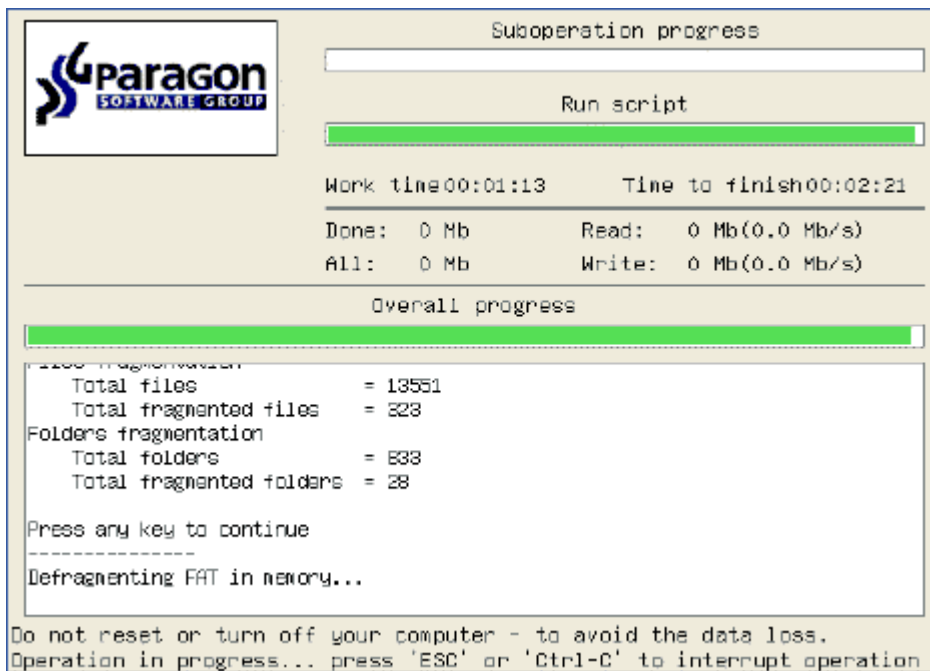 Paragon
SOFTWARE GROUP
Suboperation progress
Run script
Work time00:01:13 Time to finish00:02:21
Done: 0 Mb Read: 0 Mb(0.0 Mb/s)
All: 0 Mb Write: 0 Mb(0.0 Mb/s)
Overall progress
Files fragmentation
Total files = 13551
Total fragmented files = 323
Folders fragmentation
Total folders = 833
Total fragmented folders = 28
Press any key to continue
---------------
Defragmenting FAT in memory...
Do not reset or turn off your computer - to avoid the data loss.
Operation in progress... press 'ESC' or 'Ctrl-C' to interrupt operation